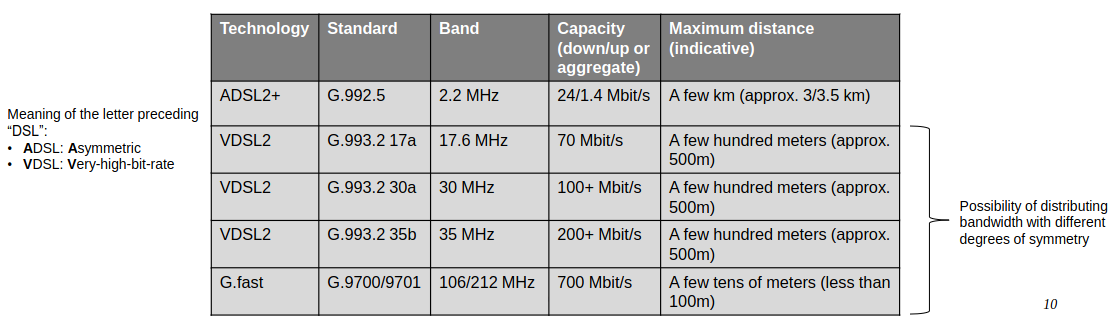 Technology Standard Band Capacity (down/up or aggregate) Maximum distance (indicative)
ADSL2+ G.992.5 2.2 MHz 24/1.4 Mbit/s A few km (approx. 3/3.5 km)
VDSL2 G.993.2 17a 17.6 MHz 70 Mbit/s A few hundred meters (approx. 500m)
VDSL2 G.993.2 30a 30 MHz 100+ Mbit/s A few hundred meters (approx. 500m)
VDSL2 G.993.2 35b 35 MHz 200+ Mbit/s A few hundred meters (approx. 500m)
G.fast G.9700/9701 106/212 MHz 700 Mbit/s A few tens of meters (less than 100m)
Meaning of the letter preceding
“DSL”:
• ADSL: Asymmetric
• VDSL: Very-high-bit-rate
Possibility of distributing
bandwidth with different
degrees of symmetry
10